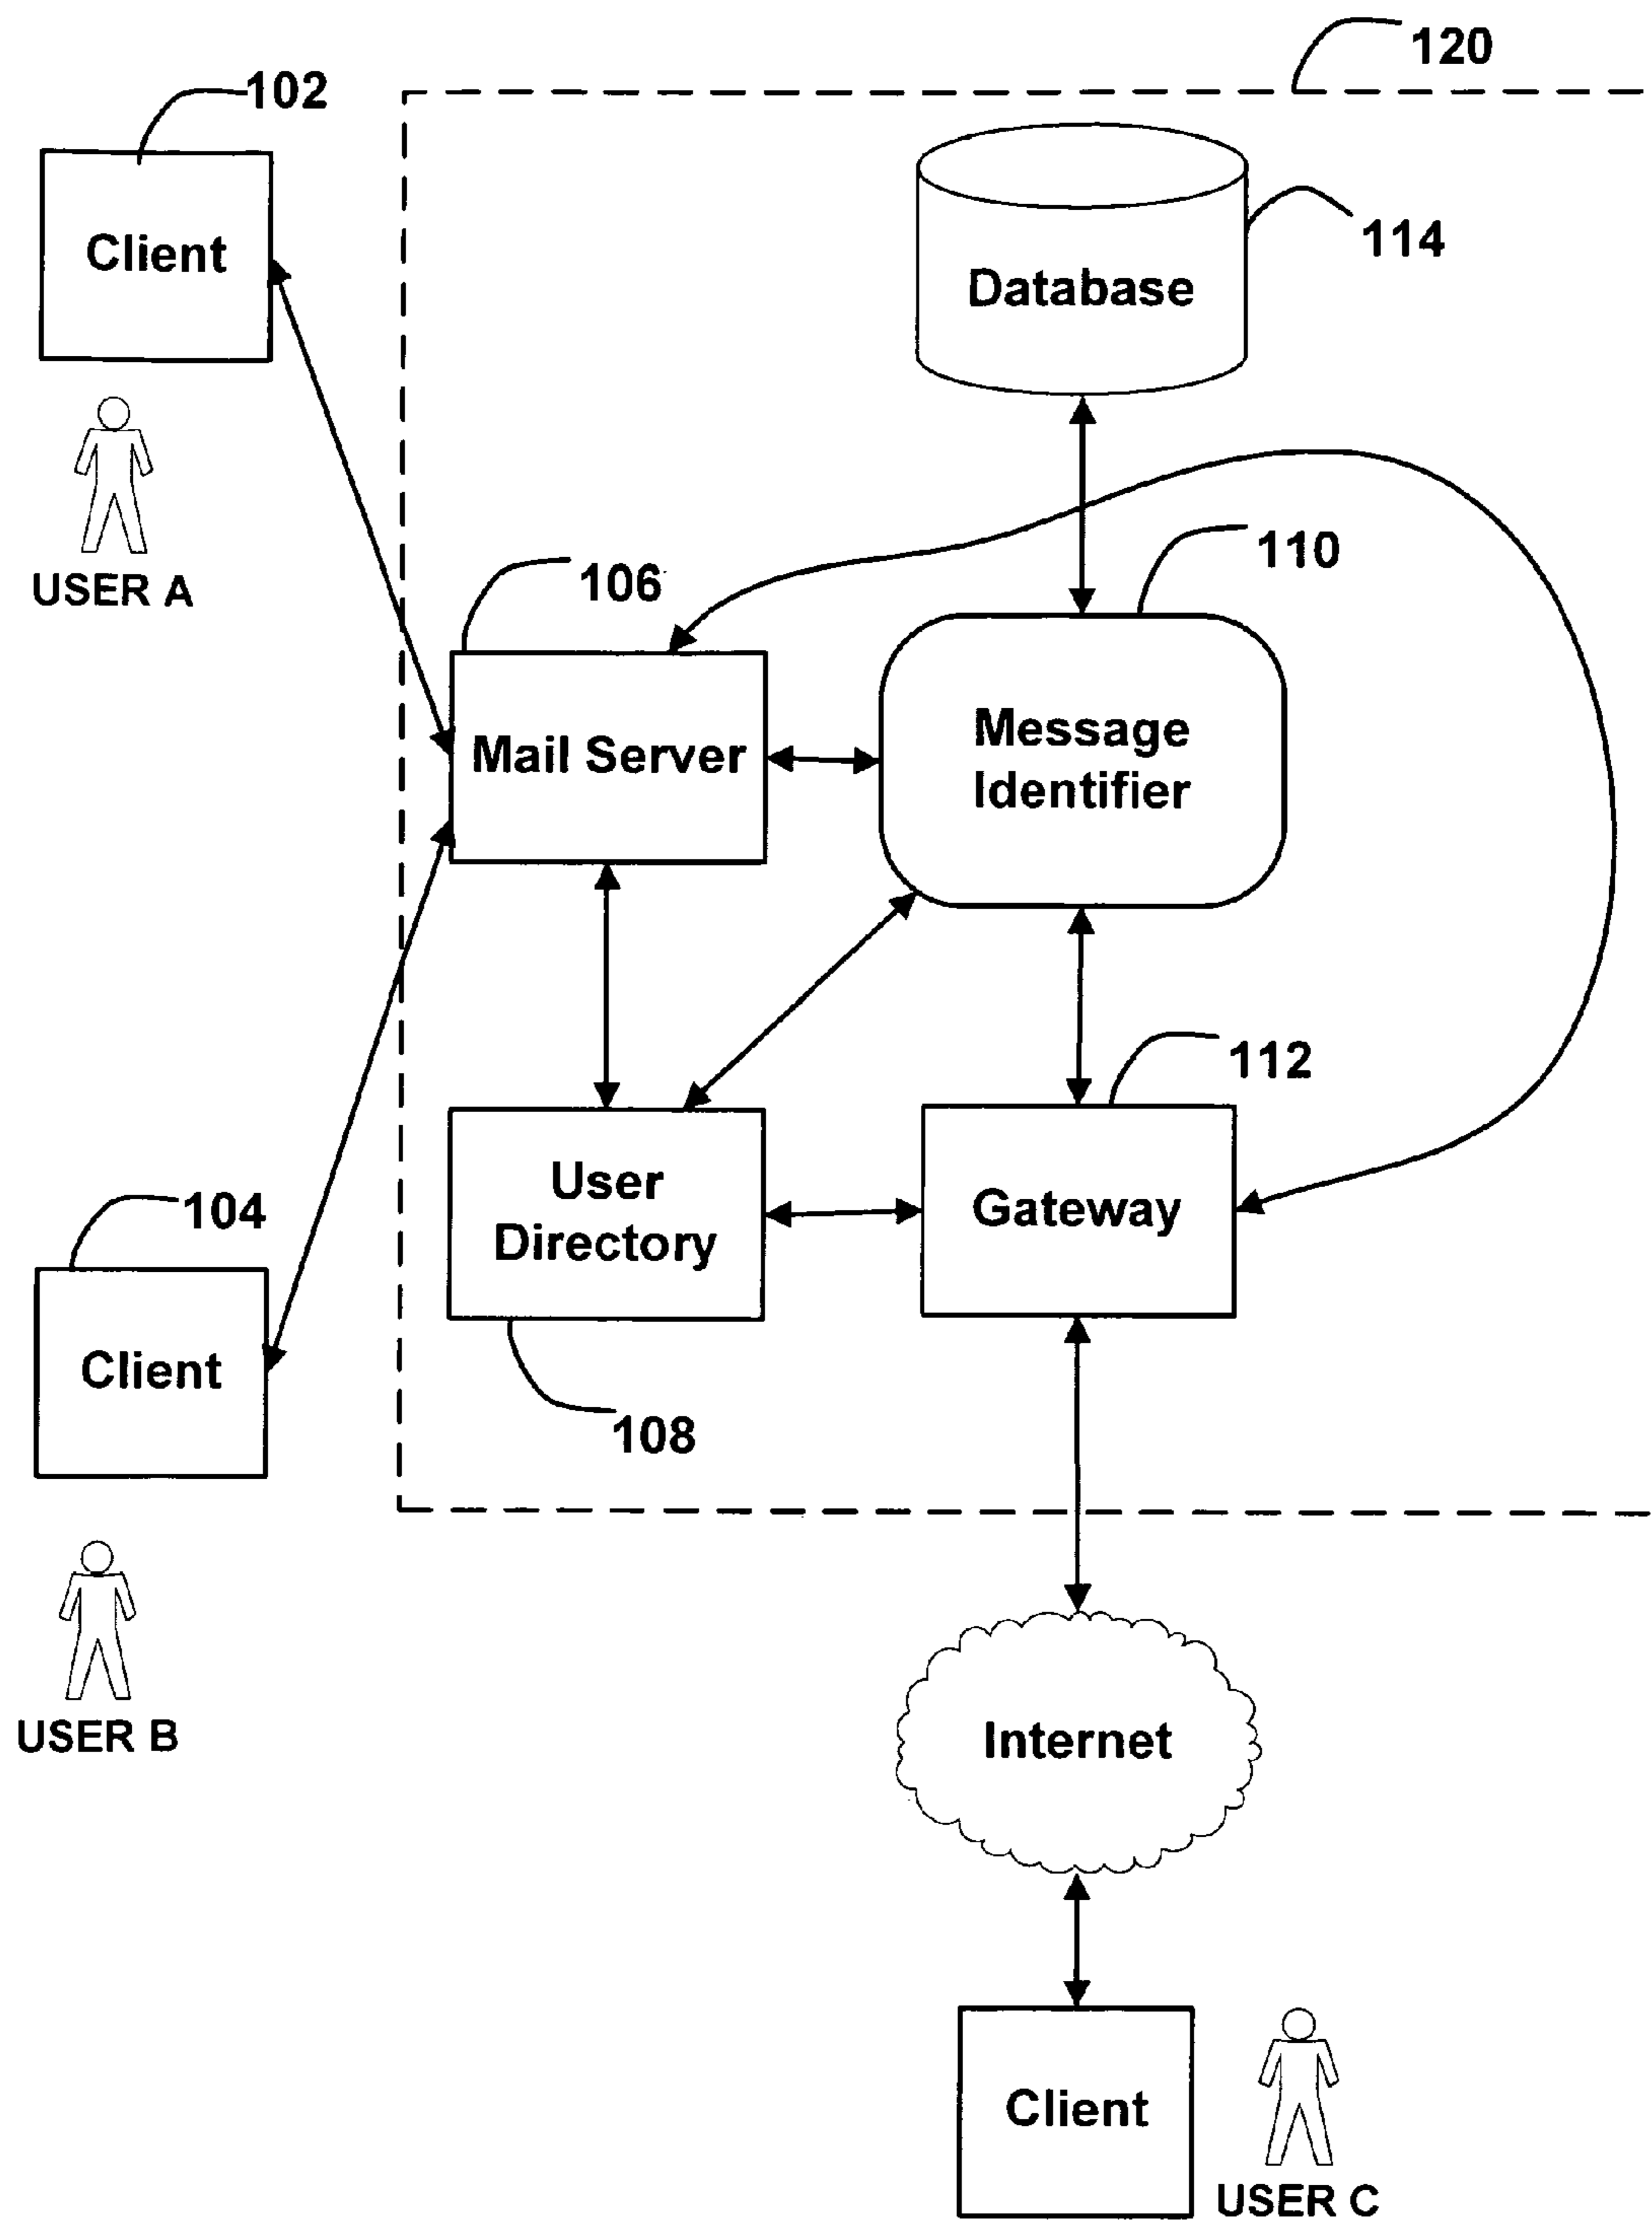 120
102
Client
114
Database
USER A
106
110
Message
Identifier
Mail Server
112
104
User
Directory
Gateway
Client
108
USER B
Internet
Client
USER C